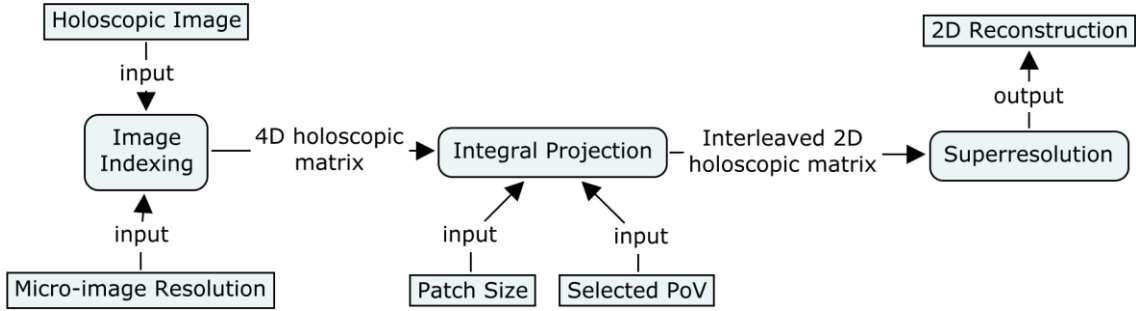 Holoscopic Image
input
Image
Indexing
input
Micro-image Resolution
4D holoscopic
matrix
Integral Projection
input
Patch Size
input
Selected PoV
Interleaved 2D
holoscopic matrix
2D Reconstruction
output
Superresolution